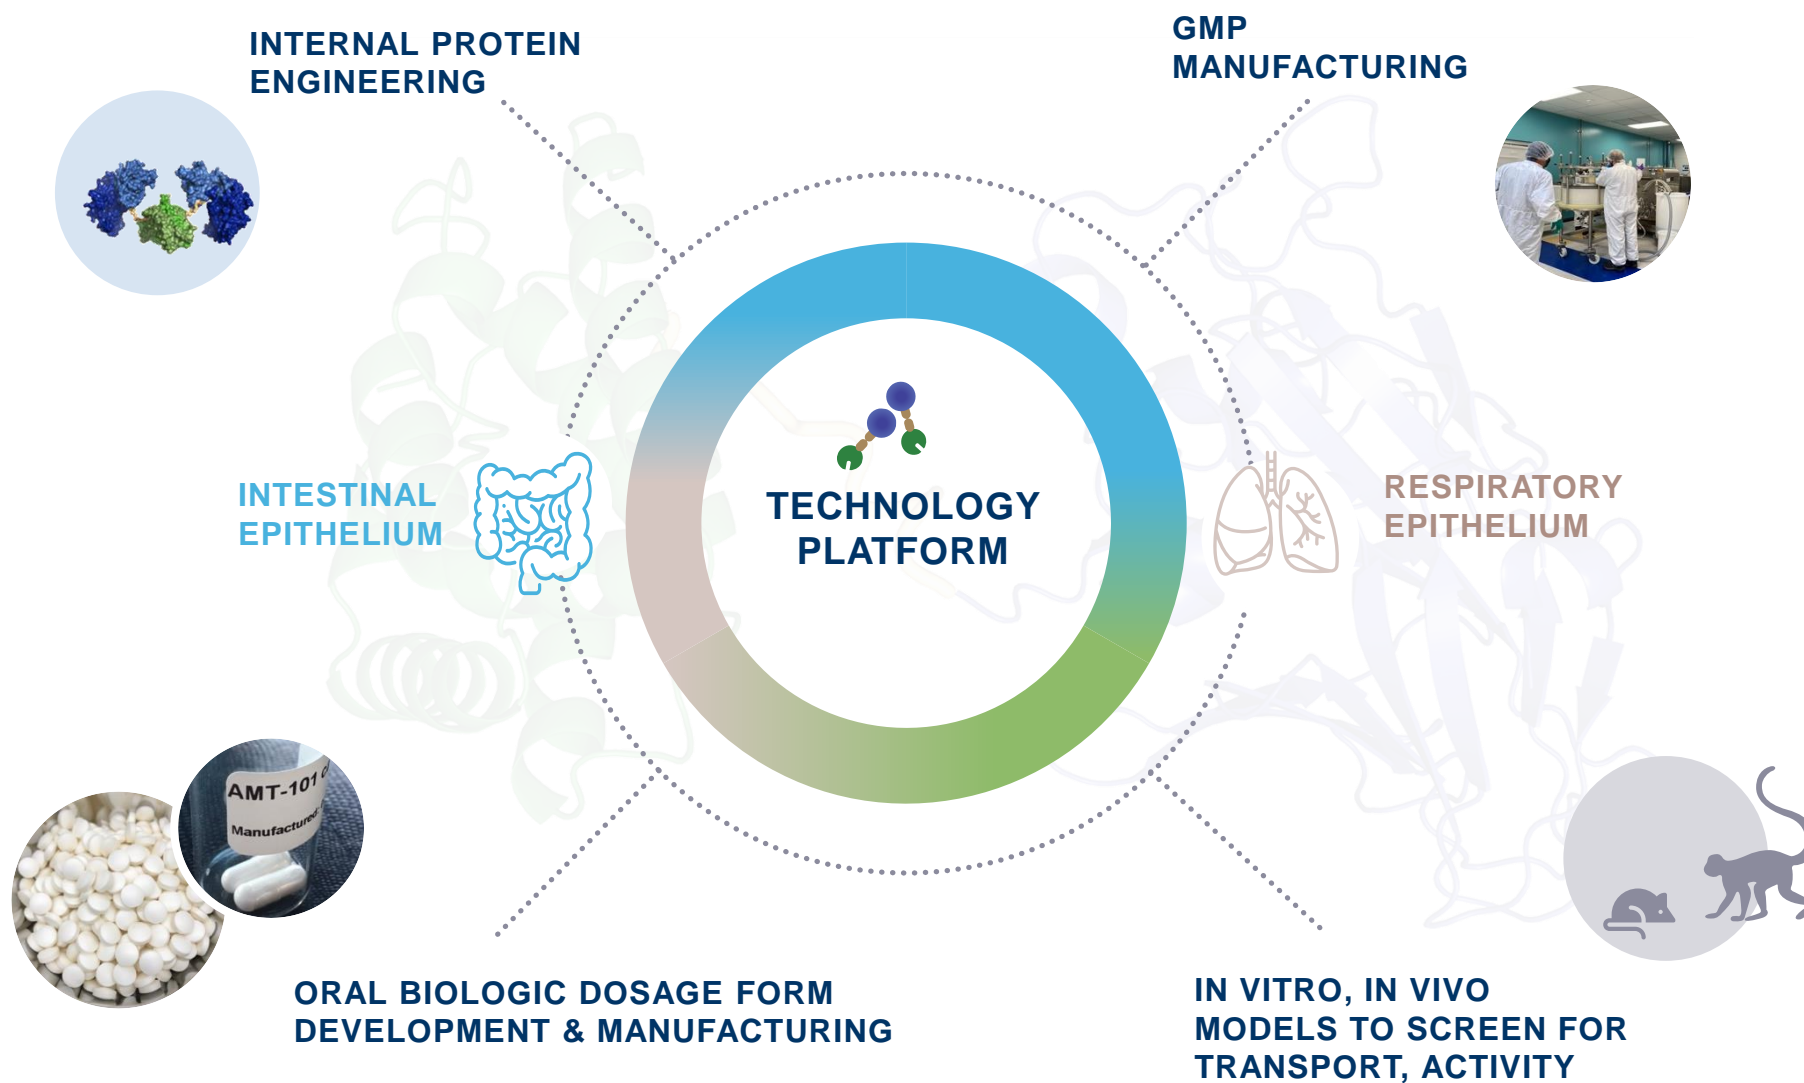 INTERNAL PROTEIN
ENGINEERING
GMP
MANUFACTURING
INTESTINAL
EPITHELIUM
TECHNOLOGY
PLATFORM
RESPIRATORY
EPITHELIUM
AMT-101
Manufactured:
ORAL BIOLOGIC DOSAGE FORM
DEVELOPMENT & MANUFACTURING
IN VITRO, IN VIVO
MODELS TO SCREEN FOR
TRANSPORT, ACTIVITY